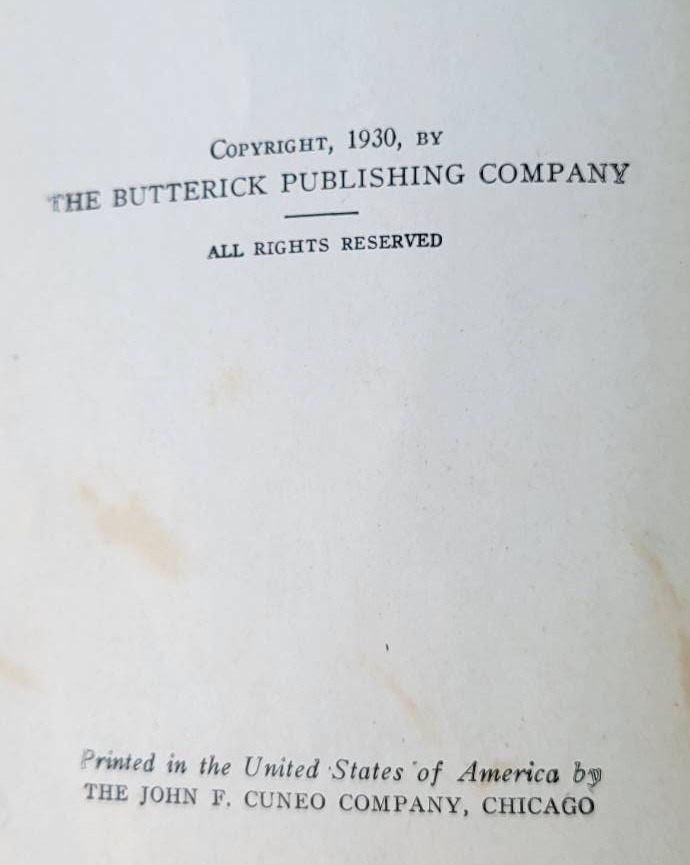 COPYRIGHT, 1930, BY
THE BUTTERICK PUBLISHING COMPANY
ALL RIGHTS RESERVED
Printed in the United States of America by
THE JOHN F. CUNEO COMPANY, CHICAGO